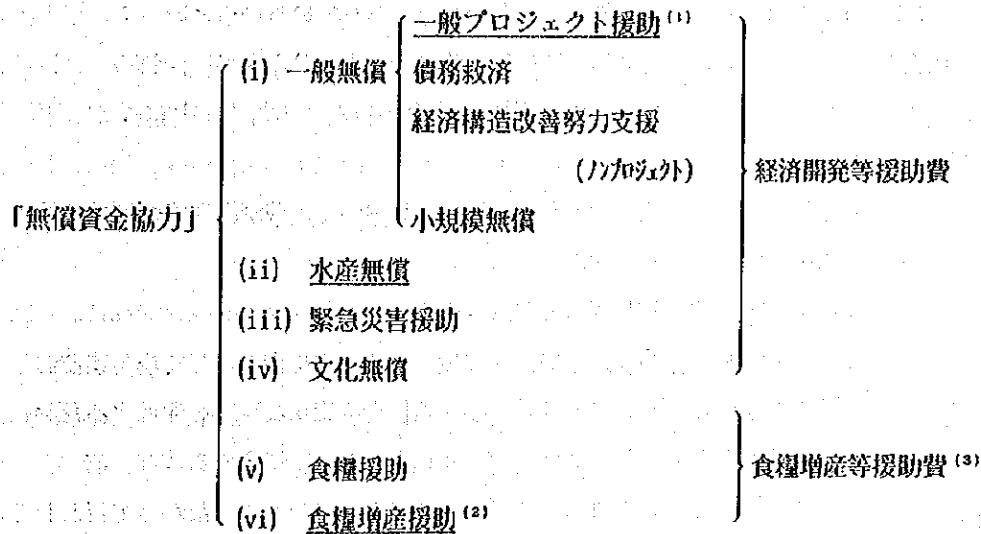 一般プロジェクト援助(1)
(i) 一般無償 債務救済
経済構造改善努力支援
(ノンプロジェクト) 経済開発等援助費
「無償資金協力」 小規模無償
(ii) 水産無償
(iii) 緊急災害援助
(iv) 文化無償
(v) 食糧援助 食糧増産等援助費(3)
(vi) 食糧増産援助(2)